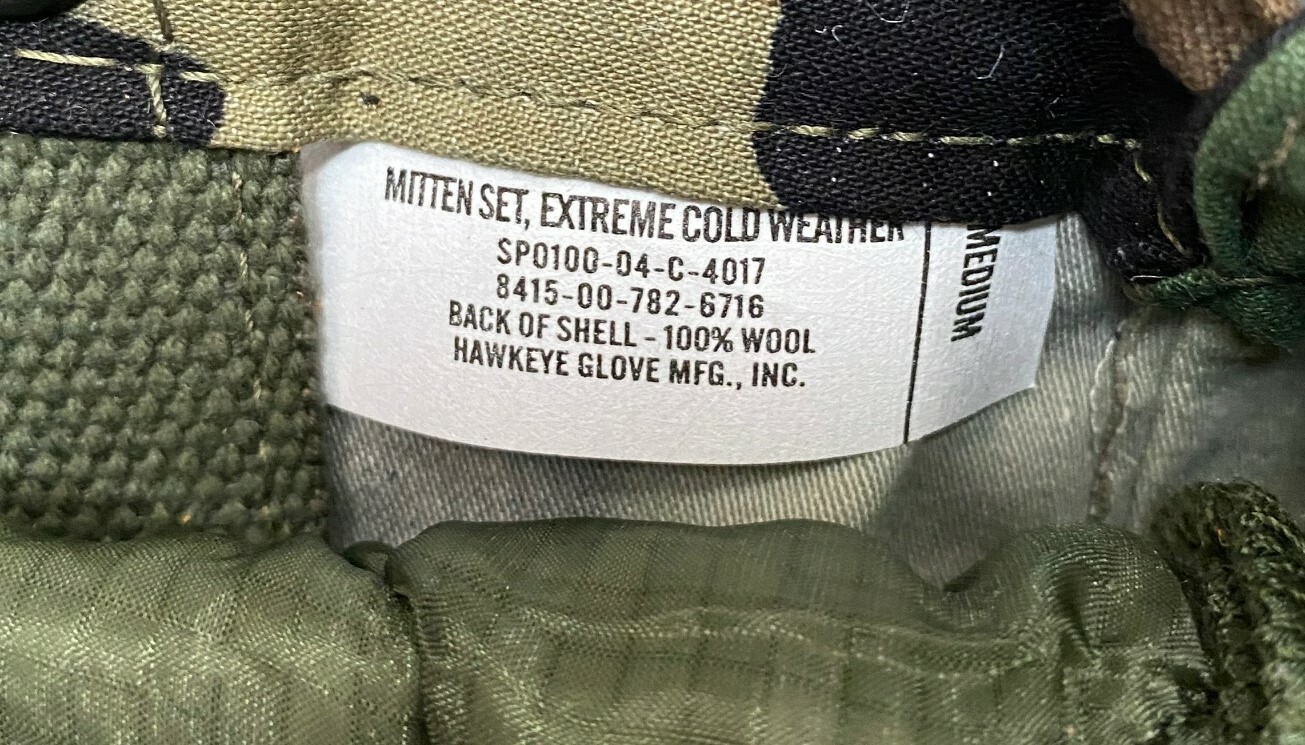 MITTEN SET, EXTREME COLD WEATHER
SP0100-04-C-4017
8415-00-782-6716
BACK OF SHELL - 100% WOOL
HAWKEYE GLOVE MFG., INC.
MEDIUM